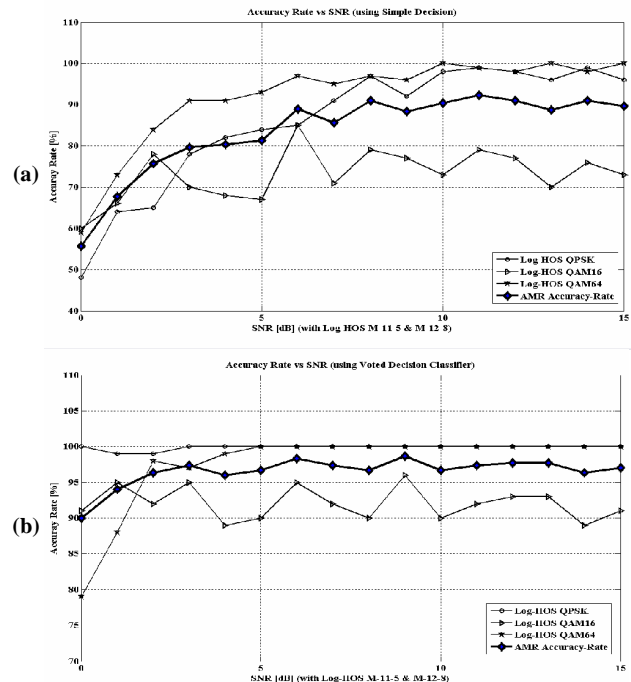 Accuracy Rate vs SNR (using Simple Decision)
110
100
90
80
70
60
50
40
Accuray Rate [%]
(a)
Log HOS QPSK
Log-HOS QAM16
Log-HOS QAM64
AMR Accuracy-Rate
0 5 10 15
SNR [dB] (with Log HOS M-11-5 & M-12-8)
Accuracy Rate vs SNR (using Voted Decision Classifier)
110
105
100
95
90
85
80
75
70
Accuray Rate [%]
(b)
Log-HOS QPSK
Log-HOS QAM16
Log-HOS QAM64
AMR Accuracy-Rate
0 5 10 15
SNR [dB] (with Log-HOS M-11-5 & M-12-8)